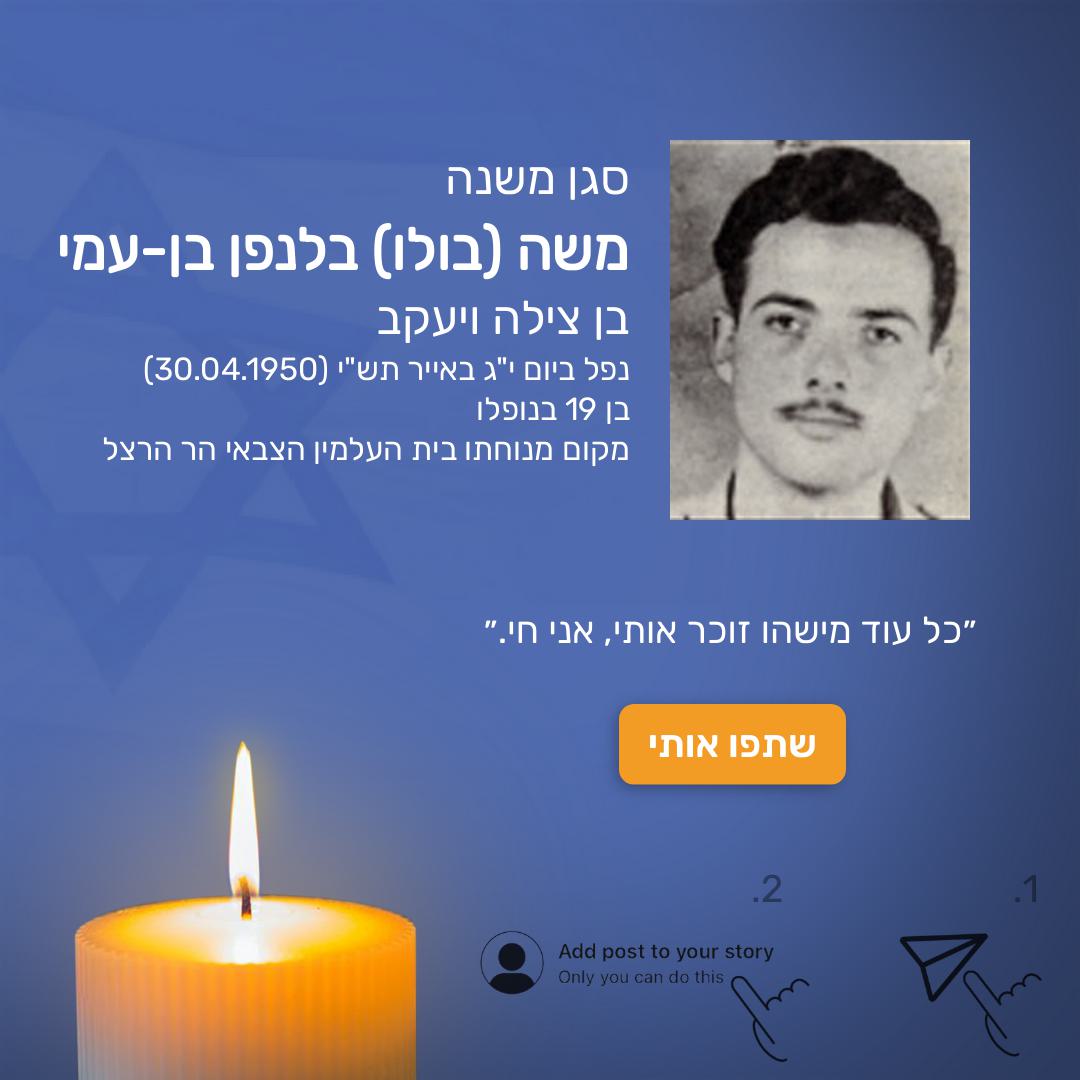 סגן משנה
משה (בולו) בלנפן בן-עמי
בן צילה ויעקב
נפל ביום י"ג באייר תש"י (30.04.1950)
בן 19 בנופלו
מקום מנוחתו בית העלמין הצבאי הר הרצל
״כל עוד מישהו זוכר אותי, אני חי.״
שתפו אותי
.1
.2
Add post to your story
Only you can do this